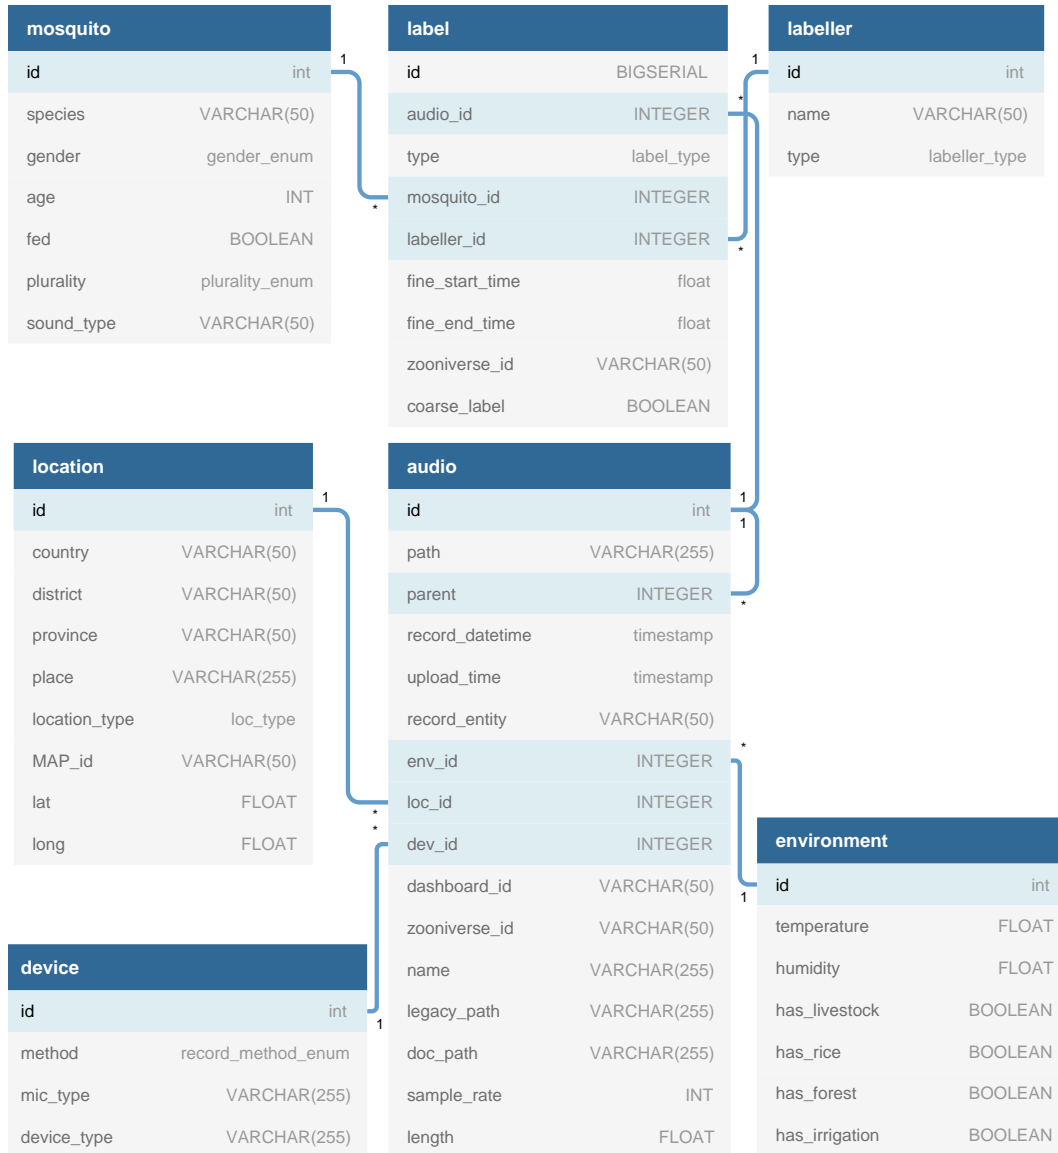 mosquito
id int
species VARCHAR(50)
gender gender_enum
age INT
fed BOOLEAN
plurality plurality_enum
sound_type VARCHAR(50)
1
*
label
id BIGSERIAL
audio_id INTEGER
type label_type
mosquito_id INTEGER
labeller_id INTEGER
fine_start_time float
fine_end_time float
zooniverse_id VARCHAR(50)
coarse_label BOOLEAN
*
*
labeller
1
id int
name VARCHAR(50)
type labeller_type
location
id int
country VARCHAR(50)
district VARCHAR(50)
province VARCHAR(50)
place VARCHAR(255)
location_type loc_type
MAP_id VARCHAR(50)
lat FLOAT
long FLOAT
1
*
*
audio
id int
path VARCHAR(255)
parent INTEGER
record_datetime timestamp
upload_time timestamp
record_entity VARCHAR(50)
env_id INTEGER
loc_id INTEGER
dev_id INTEGER
dashboard_id VARCHAR(50)
zooniverse_id VARCHAR(50)
name VARCHAR(255)
legacy_path VARCHAR(255)
doc_path VARCHAR(255)
sample_rate INT
length FLOAT
1
1
*
*
device
id int
method record_method_enum
mic_type VARCHAR(255)
device_type VARCHAR(255)
1
environment
1
id int
temperature FLOAT
humidity FLOAT
has_livestock BOOLEAN
has_rice BOOLEAN
has_forest BOOLEAN
has_irrigation BOOLEAN